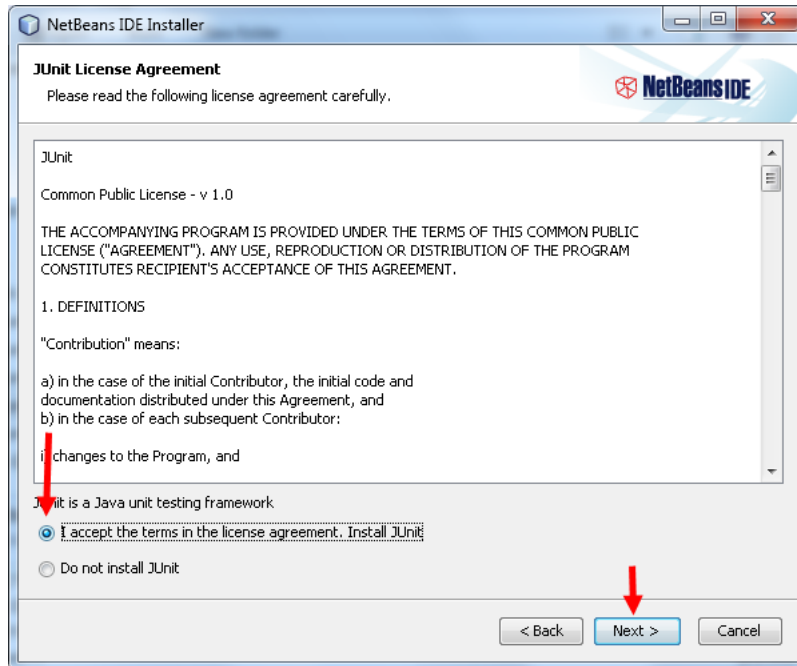 NetBeans IDE Installer
JUnit License Agreement
Please read the following license agreement carefully.
NetBeans IDE
JUnit
Common Public License - v 1.0
THE ACCOMPANYING PROGRAM IS PROVIDED UNDER THE TERMS OF THIS COMMON PUBLIC
LICENSE ("AGREEMENT"). ANY USE, REPRODUCTION OR DISTRIBUTION OF THE PROGRAM
CONSTITUTES RECIPIENT'S ACCEPTANCE OF THIS AGREEMENT.
1. DEFINITIONS
"Contribution" means:
a) in the case of the initial Contributor, the initial code and
documentation distributed under this Agreement, and
b) in the case of each subsequent Contributor:
i) changes to the Program, and
JUnit is a Java unit testing framework
I accept the terms in the license agreement. Install JUnit
Do not install JUnit
< Back
Next >
Cancel